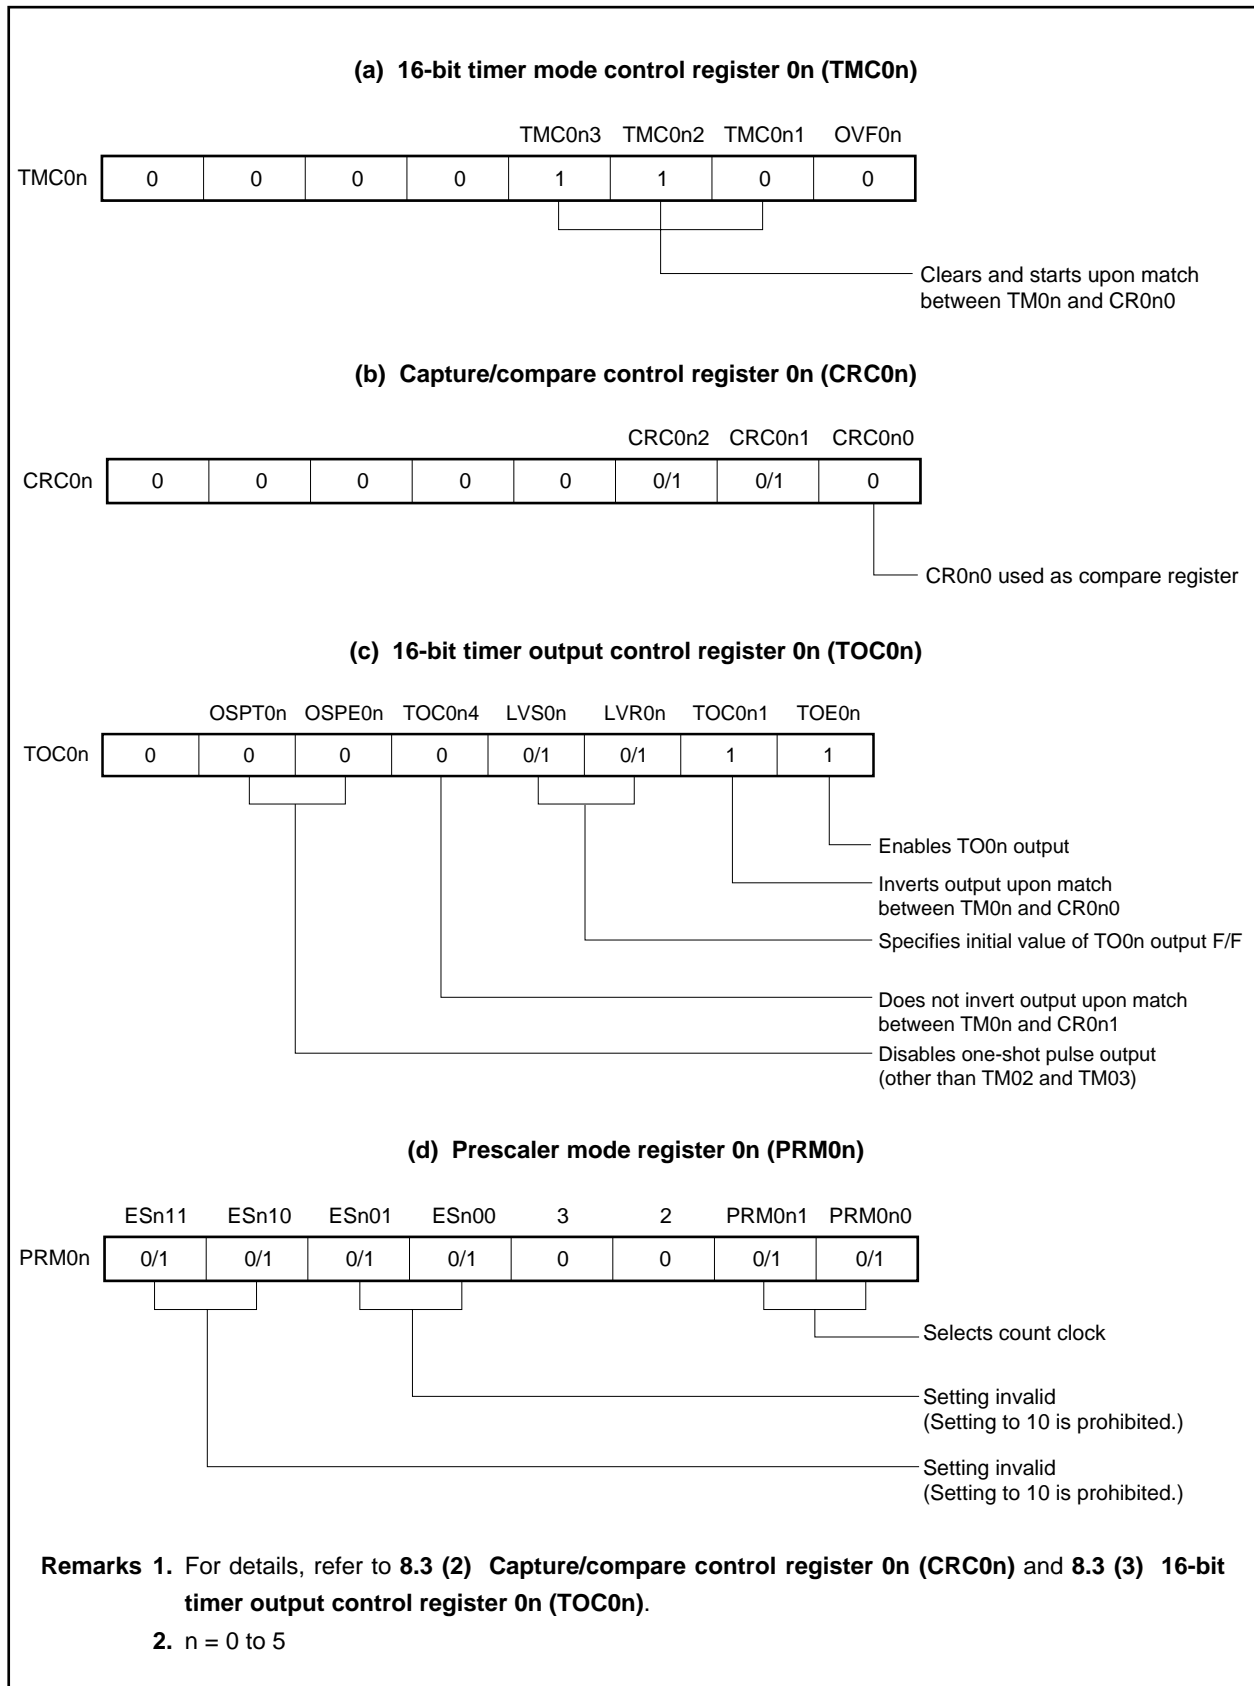 (a) 16-bit timer mode control register 0n (TMC0n)
TMC0n3 TMC0n2 TMC0n1 OVF0n
TMC0n 0 0 0 0 1 1 0 0
Clears and starts upon match
between TM0n and CR0n0
(b) Capture/compare control register 0n (CRC0n)
CRC0n2 CRC0n1 CRC0n0
CRC0n 0 0 0 0 0 0/1 0/1 0
CR0n0 used as compare register
(c) 16-bit timer output control register 0n (TOC0n)
OSPT0n OSPE0n TOC0n4 LVS0n LVR0n TOC0n1 TOE0n
TOC0n 0 0 0 0 0/1 0/1 1 1
Enables TO0n output
Inverts output upon match
between TM0n and CR0n0
Specifies initial value of TO0n output F/F
Does not invert output upon match
between TM0n and CR0n1
Disables one-shot pulse output
(other than TM02 and TM03)
(d) Prescaler mode register 0n (PRM0n)
ESn11 ESn10 ESn01 ESn00 3 2 PRM0n1 PRM0n0
PRM0n 0/1 0/1 0/1 0/1 0 0 0/1 0/1
Selects count clock
Setting invalid
(Setting to 10 is prohibited.)
Setting invalid
(Setting to 10 is prohibited.)
Remarks 1. For details, refer to 8.3 (2) Capture/compare control register 0n (CRC0n) and 8.3 (3) 16-bit
timer output control register 0n (TOC0n).
2. n = 0 to 5